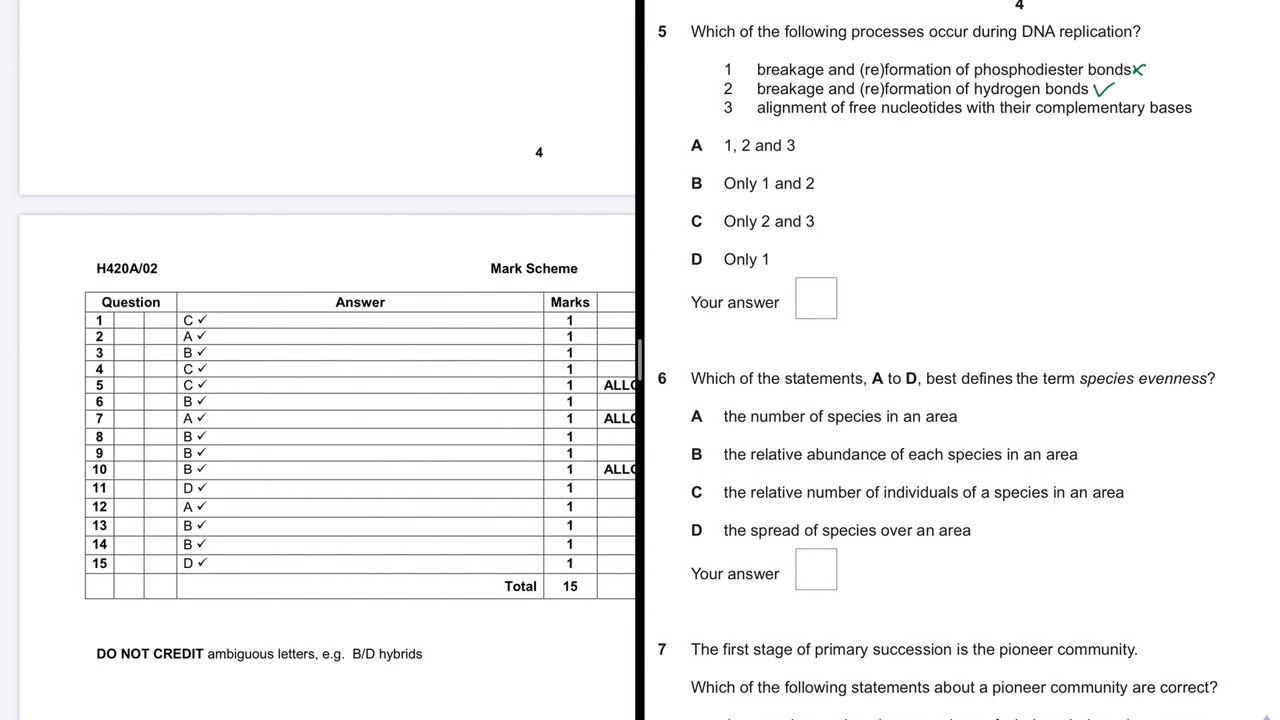 4
H420A/02 Mark Scheme
Question Answer Marks
1 C ✓ 1
2 A ✓ 1
3 B ✓ 1
4 C ✓ 1
5 C ✓ 1 ALLO
6 B ✓ 1
7 A ✓ 1 ALLO
8 B ✓ 1
9 B ✓ 1
10 B ✓ 1 ALLO
11 D ✓ 1
12 A ✓ 1
13 B ✓ 1
14 B ✓ 1
15 D ✓ 1
Total 15
DO NOT CREDIT ambiguous letters, e.g. B/D hybrids
4
5 Which of the following processes occur during DNA replication?
1 breakage and (re)formation of phosphodiester bonds ✗
2 breakage and (re)formation of hydrogen bonds ✓
3 alignment of free nucleotides with their complementary bases
A 1, 2 and 3
B Only 1 and 2
C Only 2 and 3
D Only 1
Your answer
6 Which of the statements, A to D, best defines the term species evenness?
A the number of species in an area
B the relative abundance of each species in an area
C the relative number of individuals of a species in an area
D the spread of species over an area
Your answer
7 The first stage of primary succession is the pioneer community.
Which of the following statements about a pioneer community are correct?